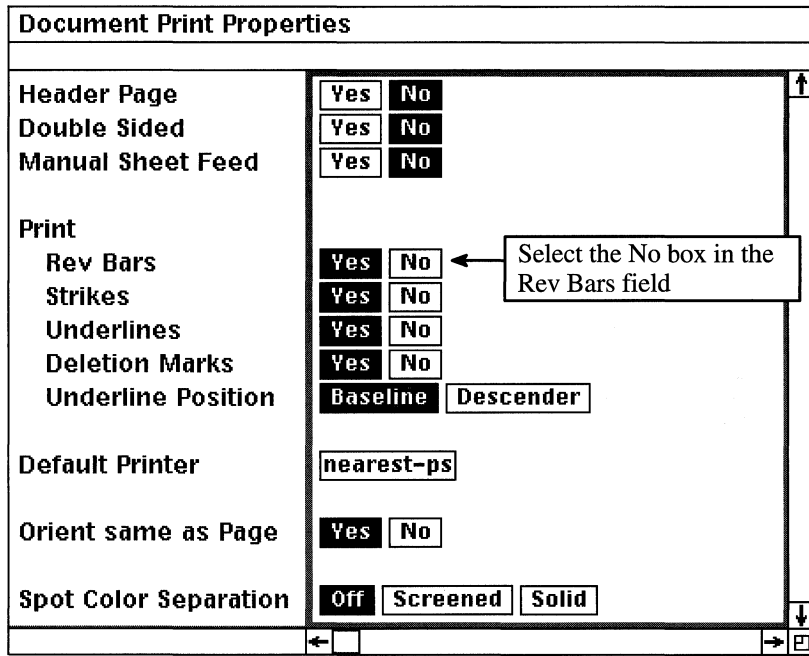 Document Print Properties
Header Page Yes No
Double Sided Yes No
Manual Sheet Feed Yes No
Print
Rev Bars Yes No
Select the No box in the
Rev Bars field
Strikes Yes No
Underlines Yes No
Deletion Marks Yes No
Underline Position Baseline Descender
Default Printer nearest-ps
Orient same as Page Yes No
Spot Color Separation Off Screened Solid